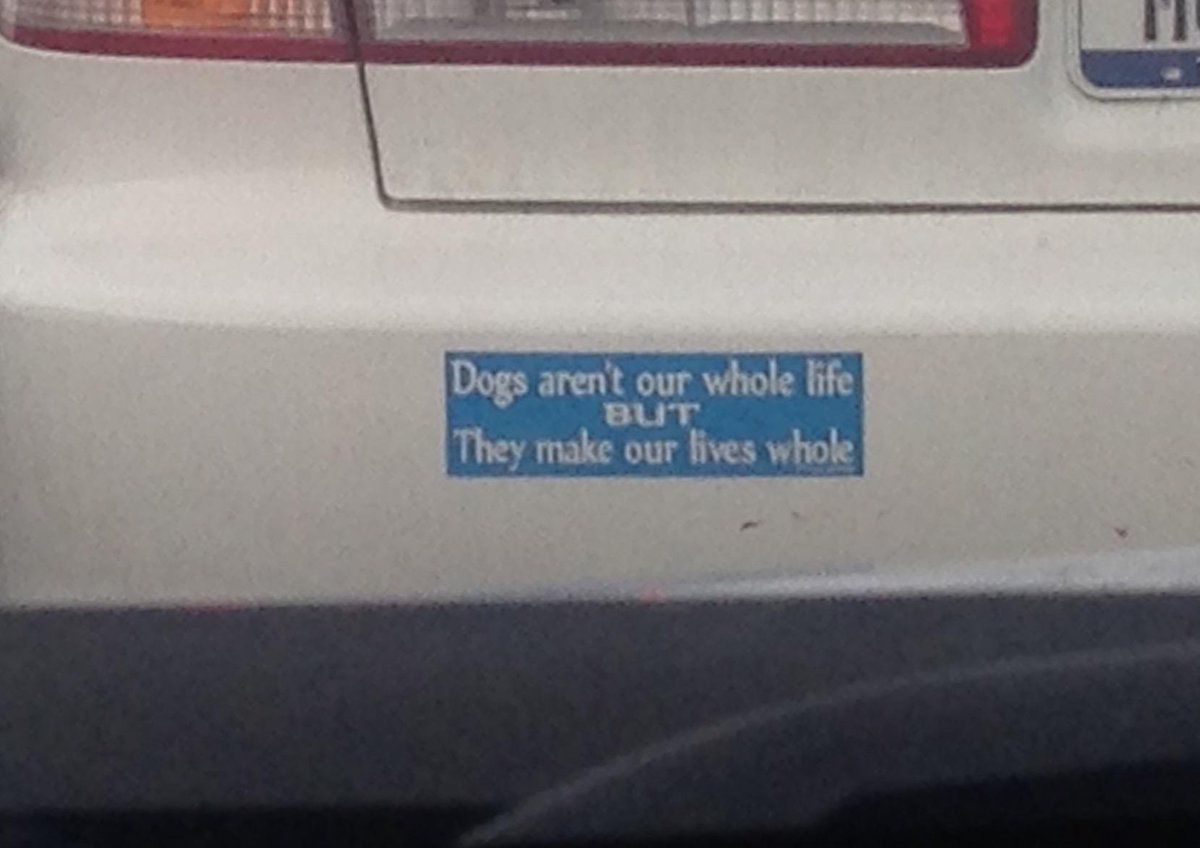 Dogs aren't our whole life
BUT
They make our lives whole